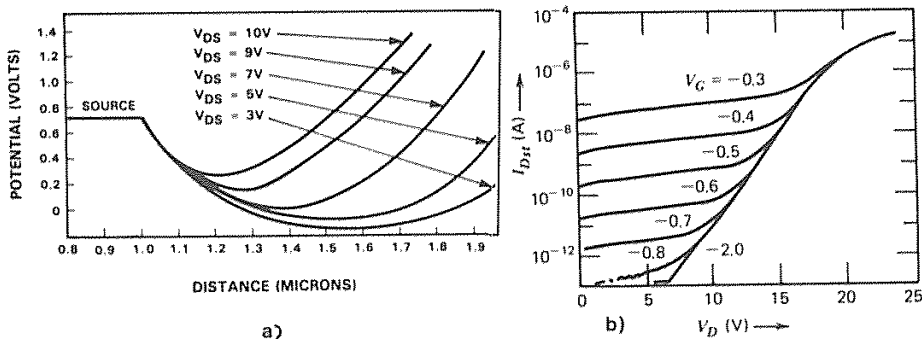 POTENTIAL (VOLTS)
1.4
1.2
1.0
0.8
0.6
0.4
0.2
0
SOURCE
V_DS = 10V
V_DS = 9V
V_DS = 7V
V_DS = 5V
V_DS = 3V
0.8 0.9 1.0 1.1 1.2 1.3 1.4 1.5 1.6 1.7 1.8 1.9
DISTANCE (MICRONS)
a)
I_Dst (A)
10⁻⁴
10⁻⁶
10⁻⁸
10⁻¹⁰
10⁻¹²
V_G = −0.3
−0.4
−0.5
−0.6
−0.7
−0.8
−2.0
0 5 10 15 20 25
b)
V_D (V)